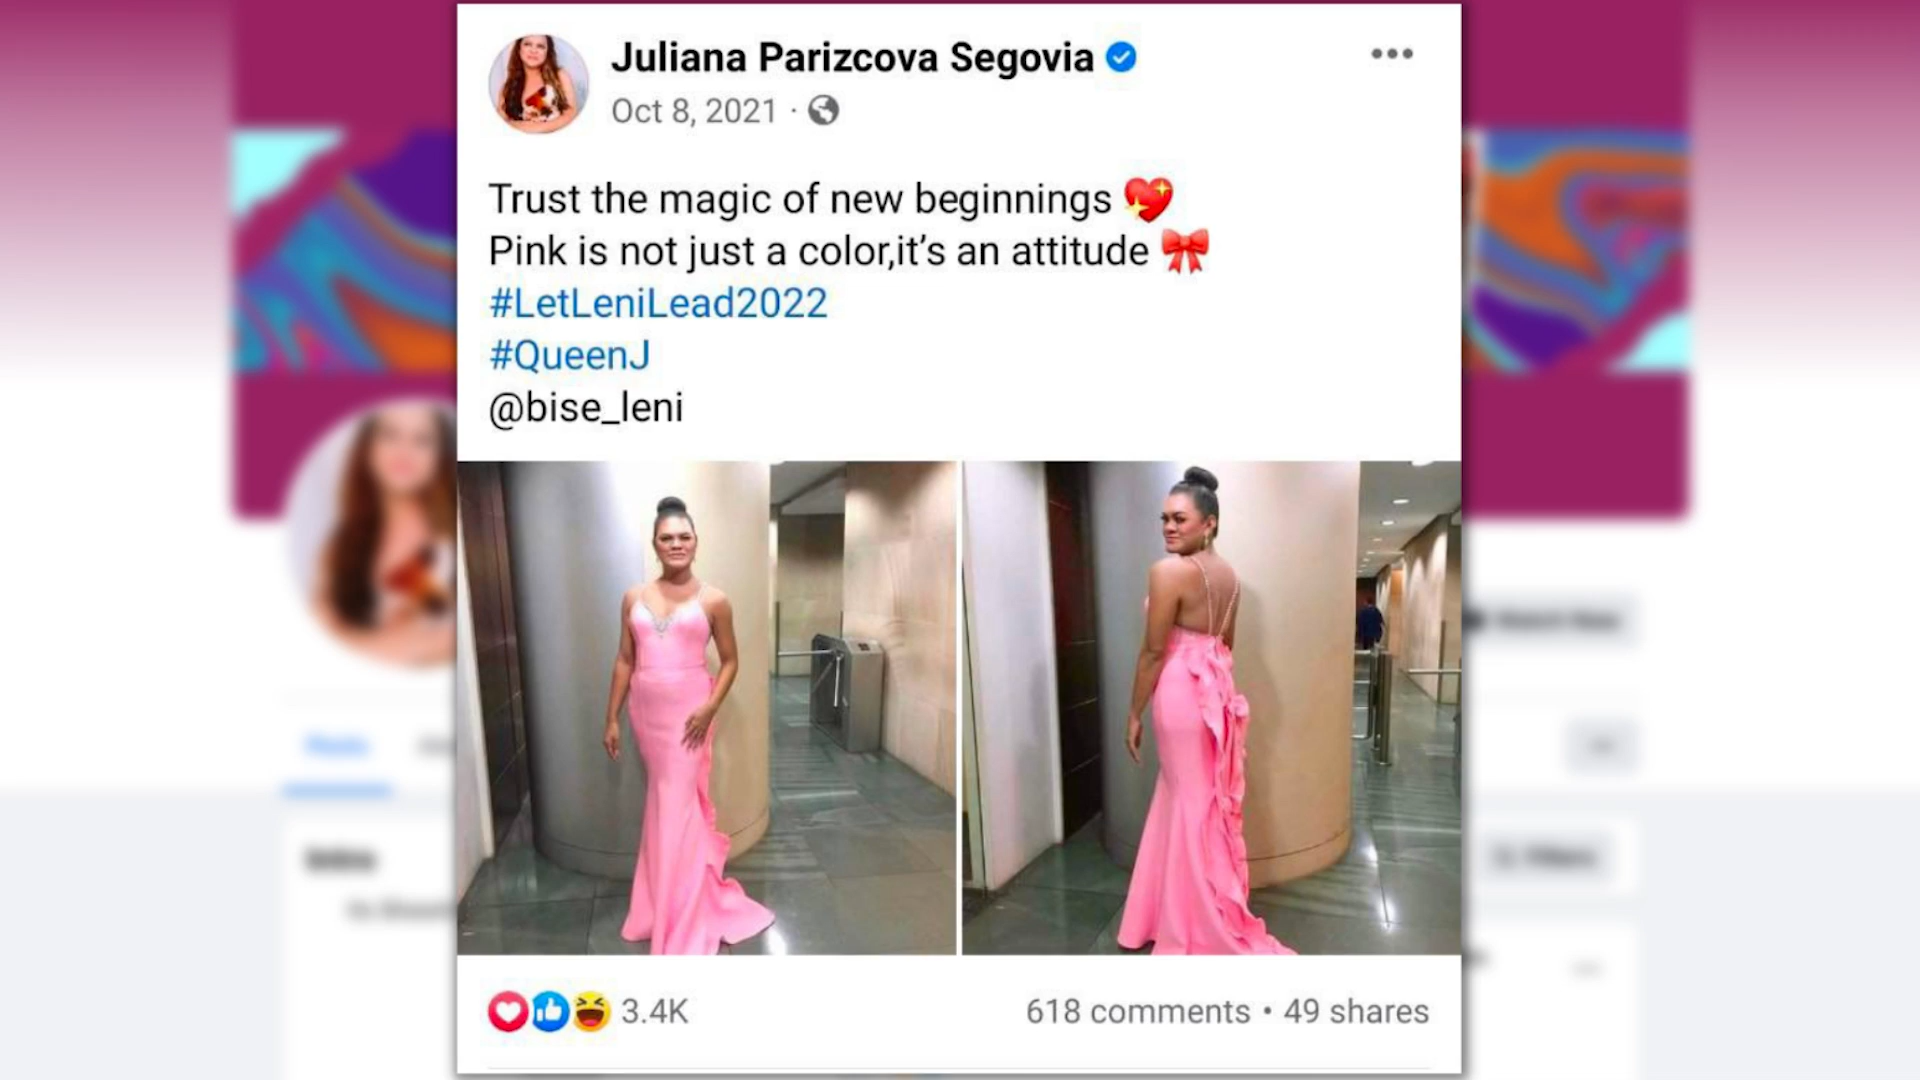 Juliana Parizcova Segovia
Oct 8, 2021 ·
Trust the magic of new beginnings 💖
Pink is not just a color,it's an attitude 🎀
#LetLeniLead2022
#QueenJ
@bise_leni
3.4K
618 comments • 49 shares